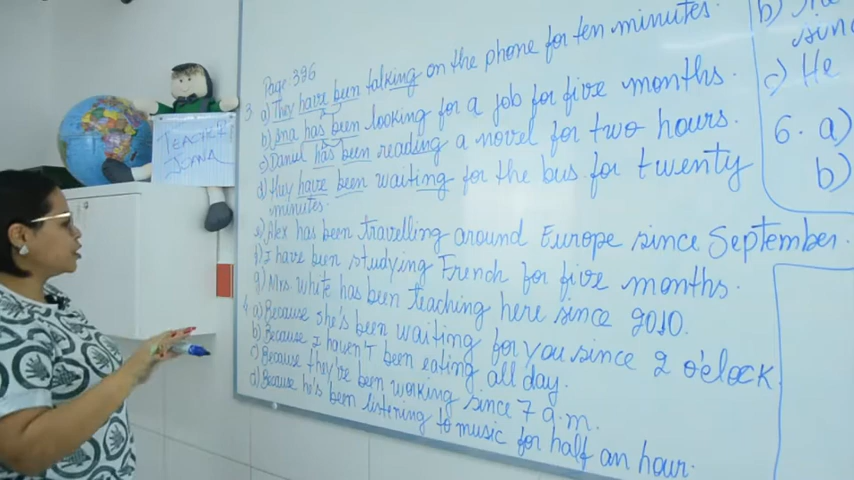 Page: 396
3 a) They have been talking on the phone for ten minutes.
b) Ana has been looking for a job for five months.
c) Daniel has been reading a novel for two hours.
d) they have been waiting for the bus for twenty
minutes.
e) Alex has been travelling around Europe since September.
f) I have been studying French for five months.
g) Mrs. White has been teaching here since 2010.
4. a) Because she's been waiting for you since 2 o'clock
b) Because I haven't been eating all day.
c) Because they've been working since 7 a.m.
d) Because he's been listening to music for half an hour.
b)
sinc
c) He
6. a)
b)
TEACHER